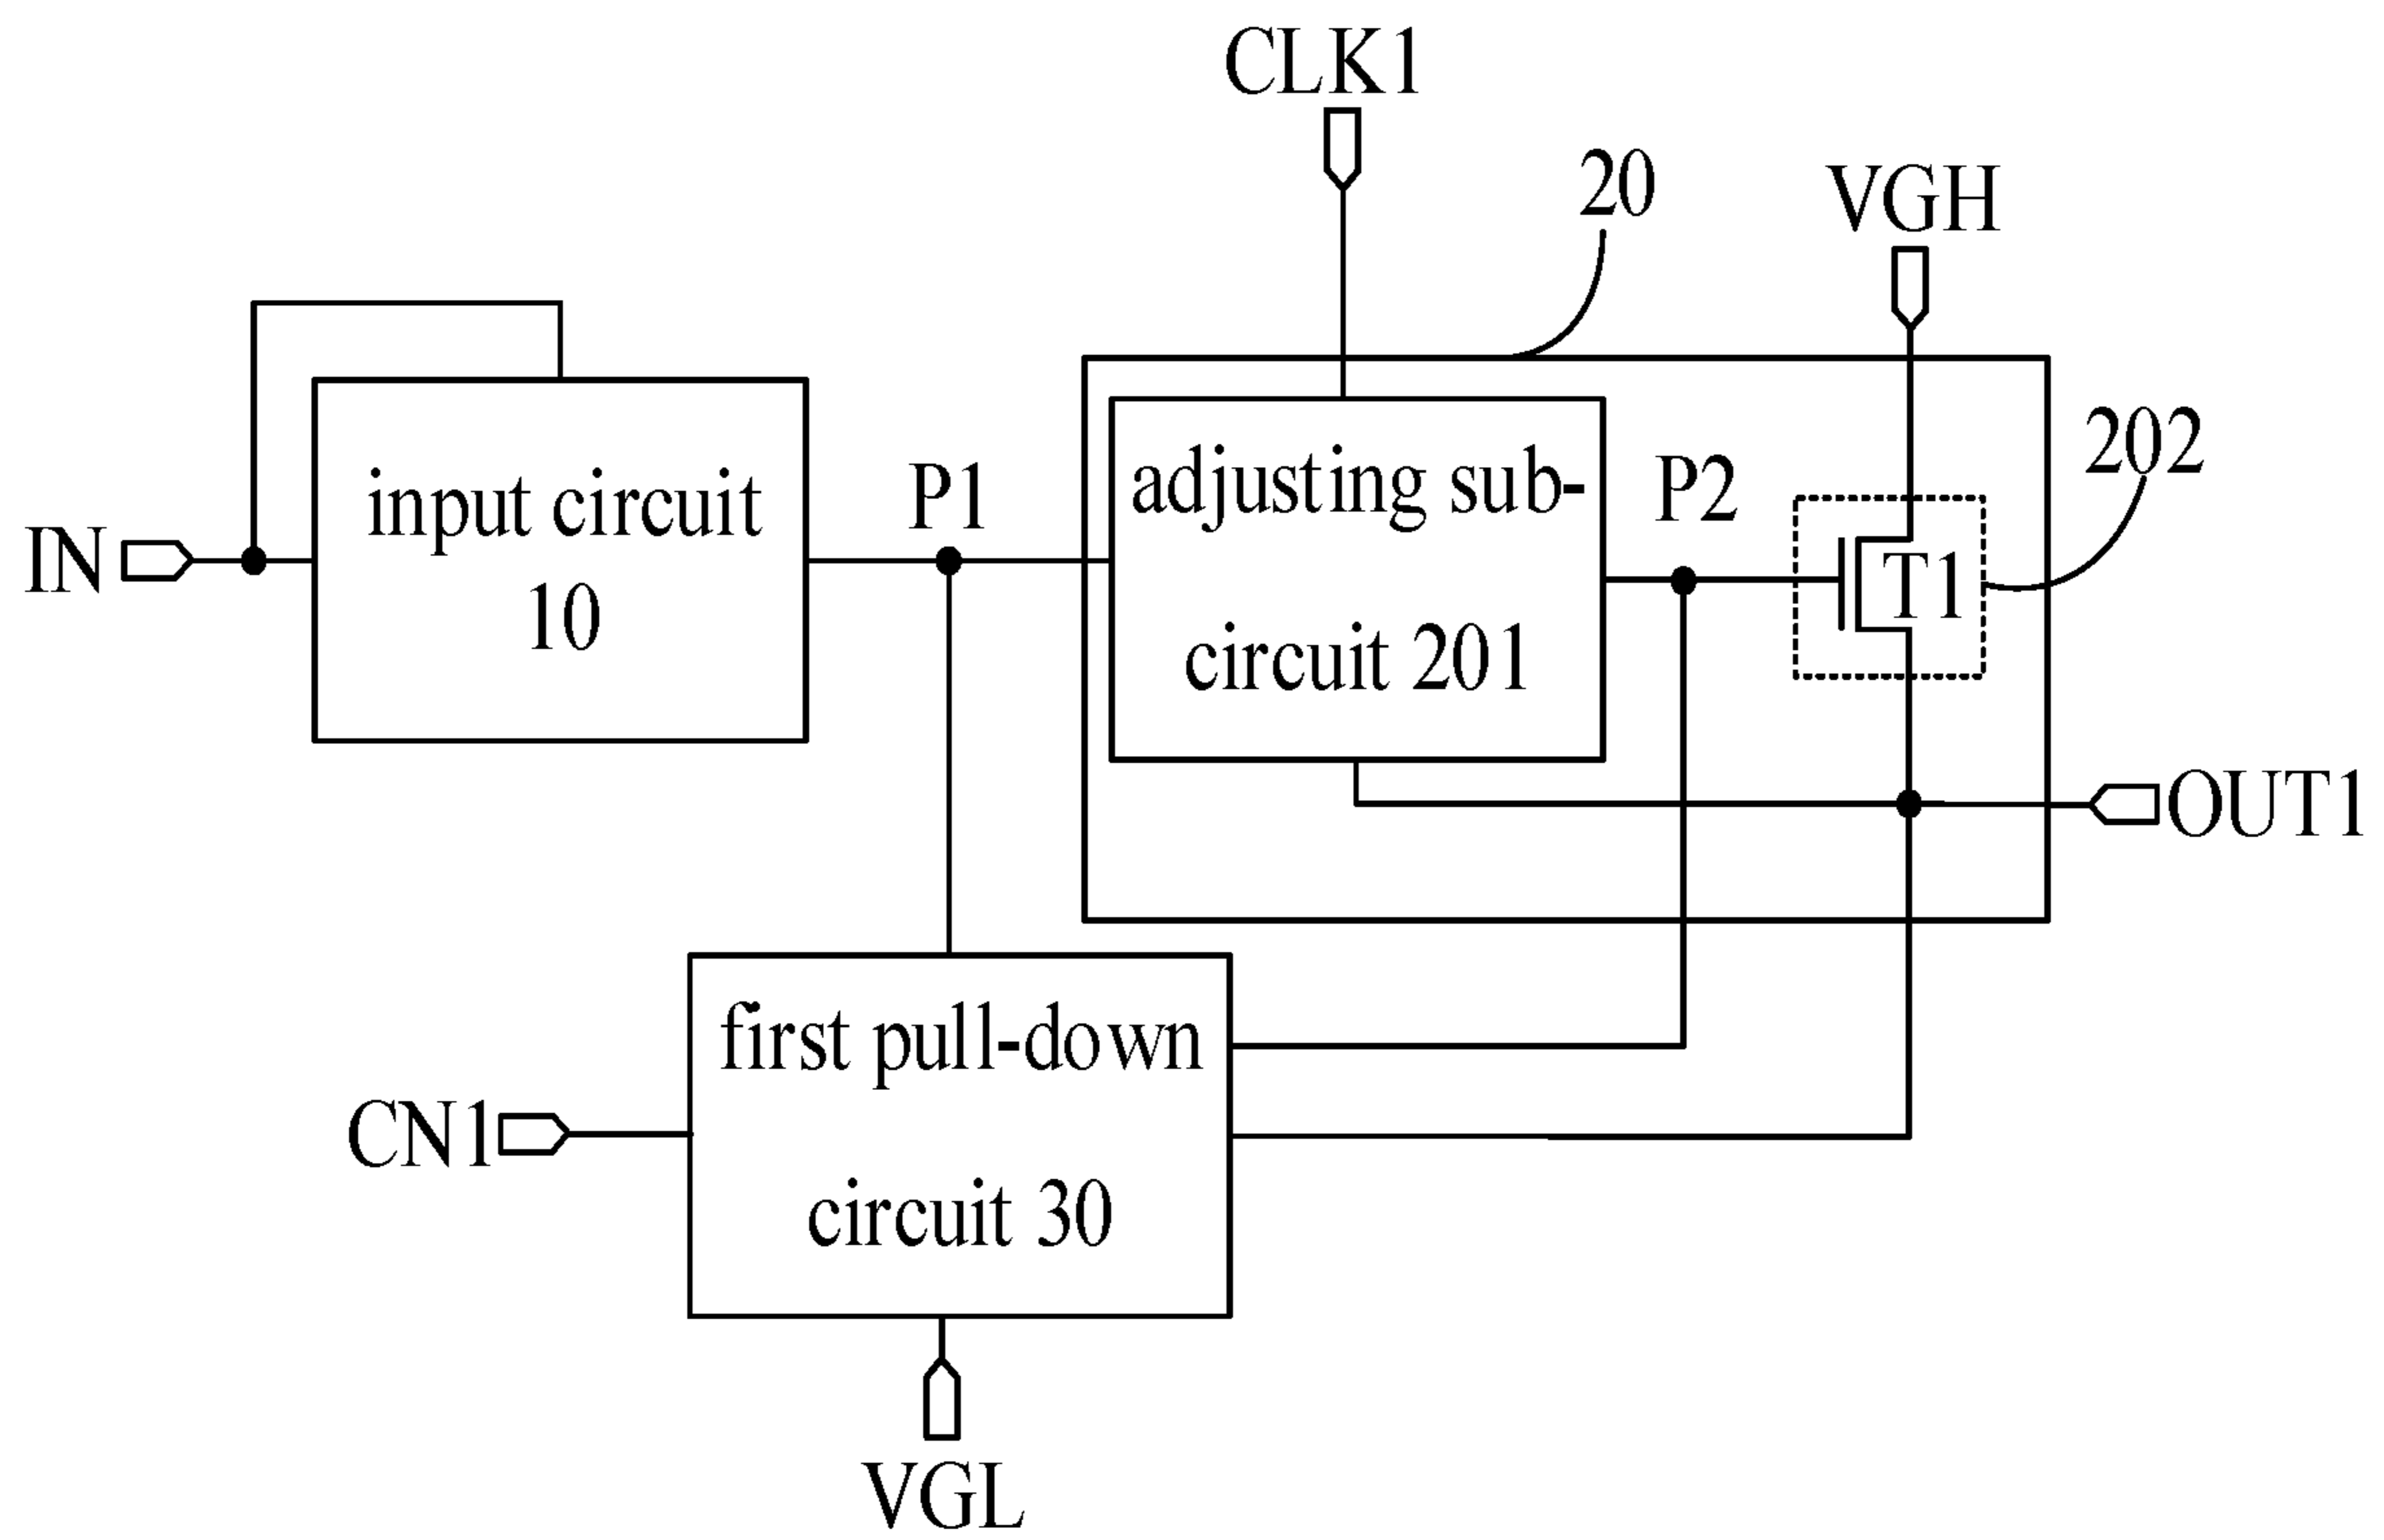 CLK1
20
VGH
202
input circuit
10
P1
adjusting sub-
circuit 201
P2
T1
IN
OUT1
first pull-down
circuit 30
CN1
VGL